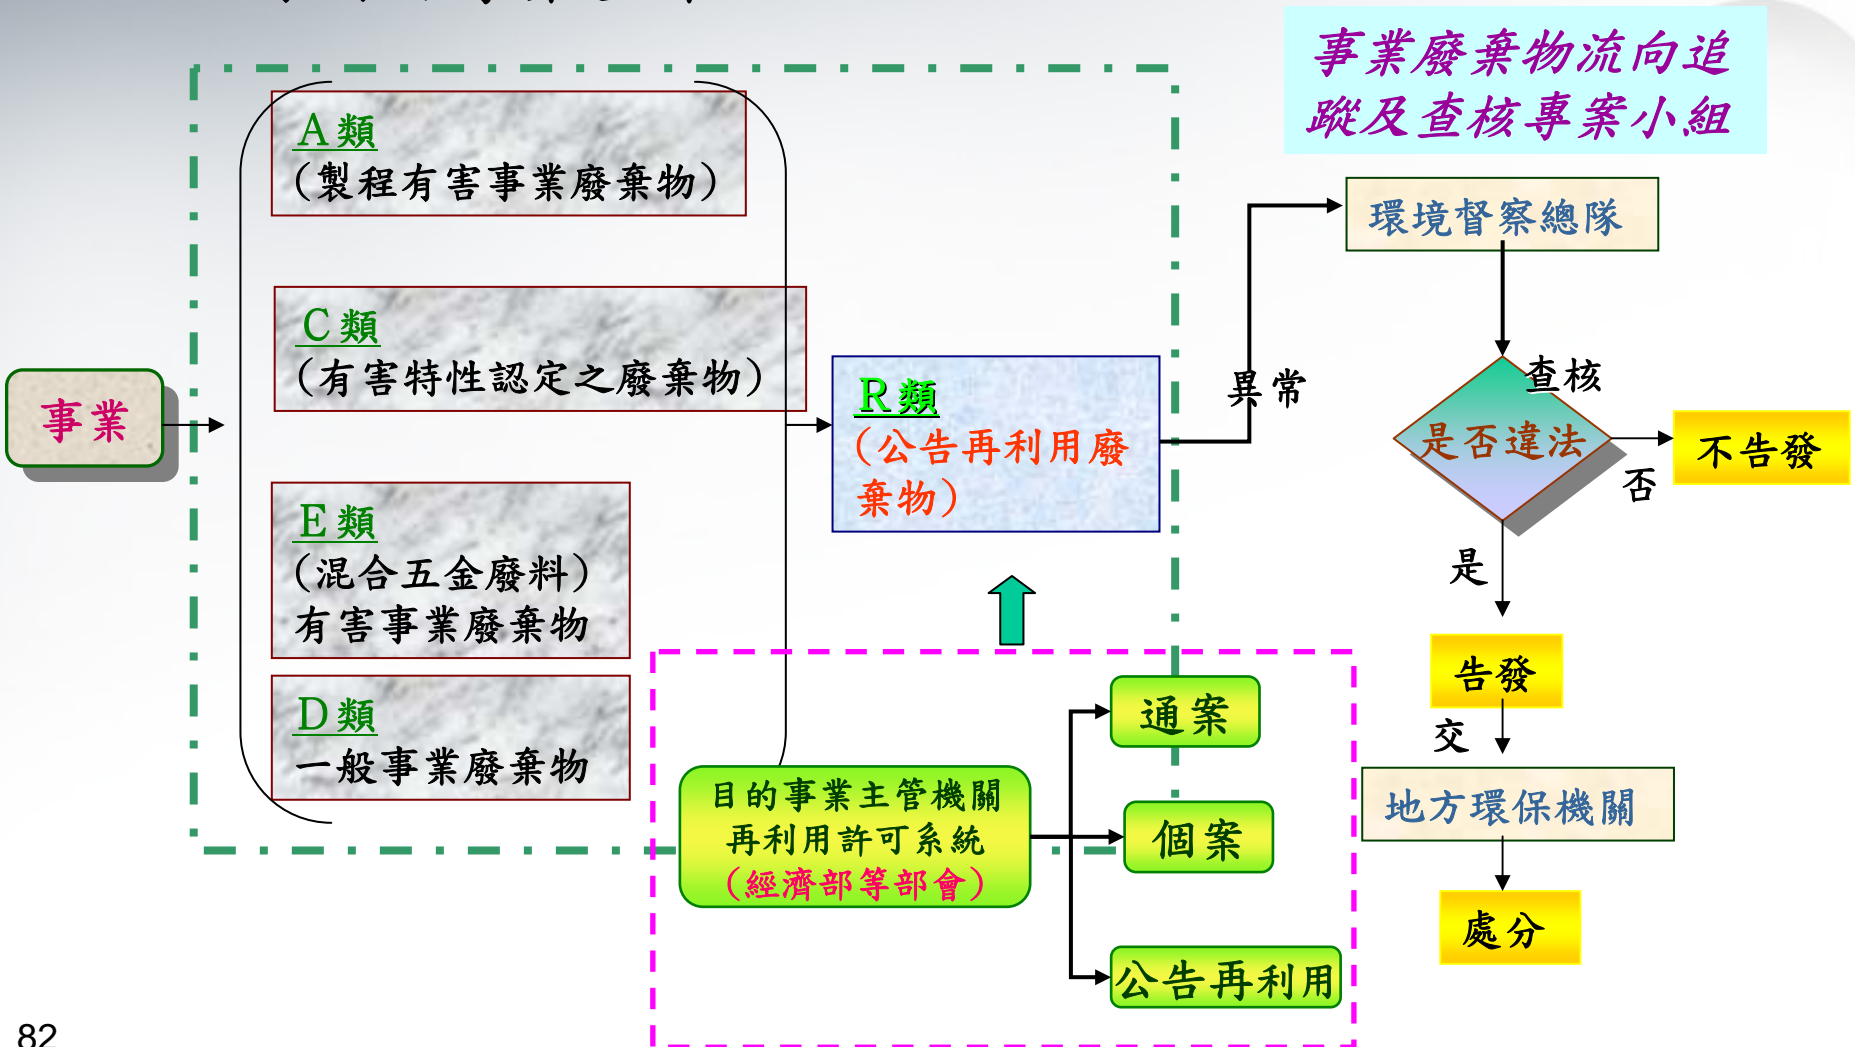 事業廢棄物流向追
蹤及查核專案小組
A類
(製程有害事業廢棄物)
C類
(有害特性認定之廢棄物)
E類
(混合五金廢料)
有害事業廢棄物
D類
一般事業廢棄物
事業
R類
(公告再利用廢
棄物)
異常
環境督察總隊
查核
是否違法
否
不告發
是
告發
交
地方環保機關
處分
目的事業主管機關
再利用許可系統
(經濟部等部會)
通案
個案
公告再利用
82